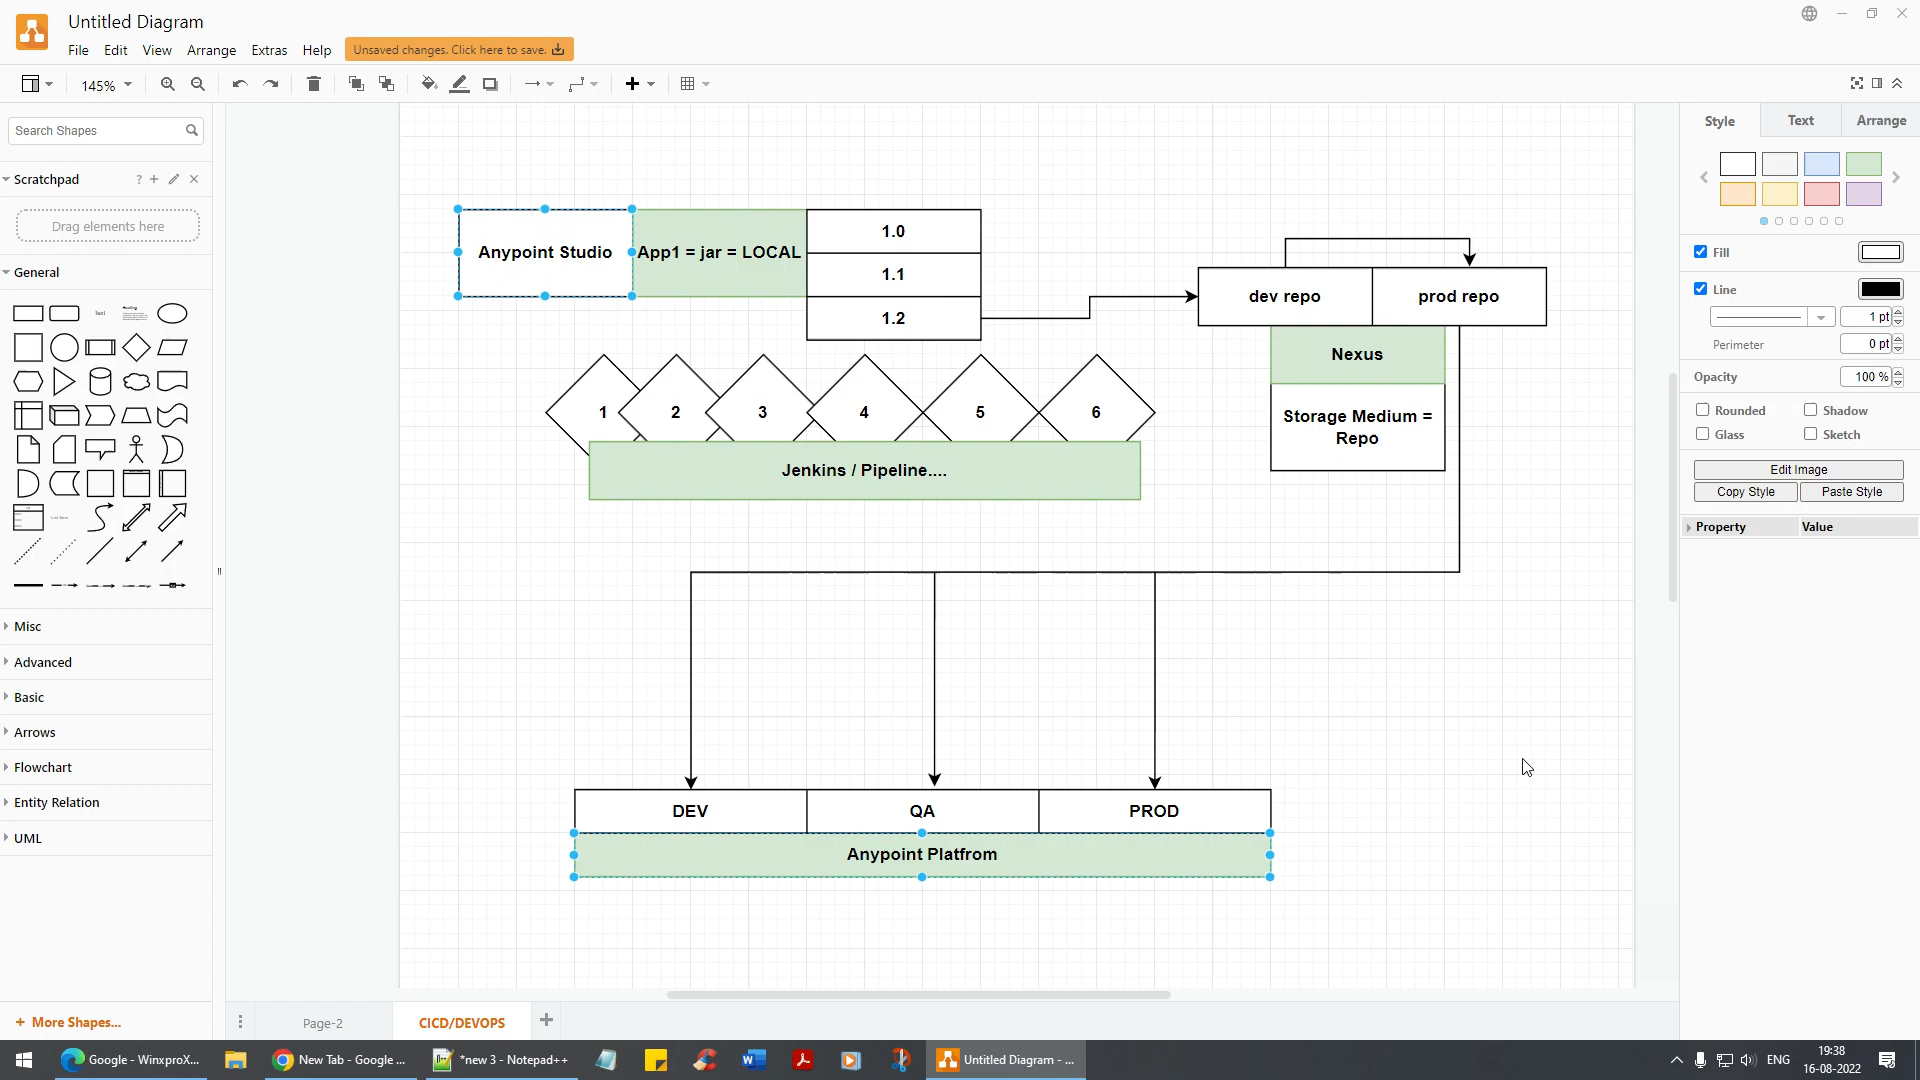 Untitled Diagram
File Edit View Arrange Extras Help
Unsaved changes. Click here to save.
145%
Search Shapes
Scratchpad
?
Drag elements here
General
Text
Heading
Misc
Advanced
Basic
Arrows
Flowchart
Entity Relation
UML
+ More Shapes...
Anypoint Studio
App1 = jar = LOCAL
1.0
1.1
1.2
dev repo
prod repo
Nexus
Storage Medium =
Repo
1
2
3
4
5
6
Jenkins / Pipeline....
DEV
QA
PROD
Anypoint Platfrom
Style
Text
Arrange
Fill
Line
1 pt
Perimeter
0 pt
Opacity
100 %
Rounded
Shadow
Glass
Sketch
Edit Image
Copy Style
Paste Style
Property
Value
Page-2
CICD/DEVOPS
Google - WinxproX...
New Tab - Google ...
*new 3 - Notepad++
Untitled Diagram - ...
ENG
19:38
16-08-2022